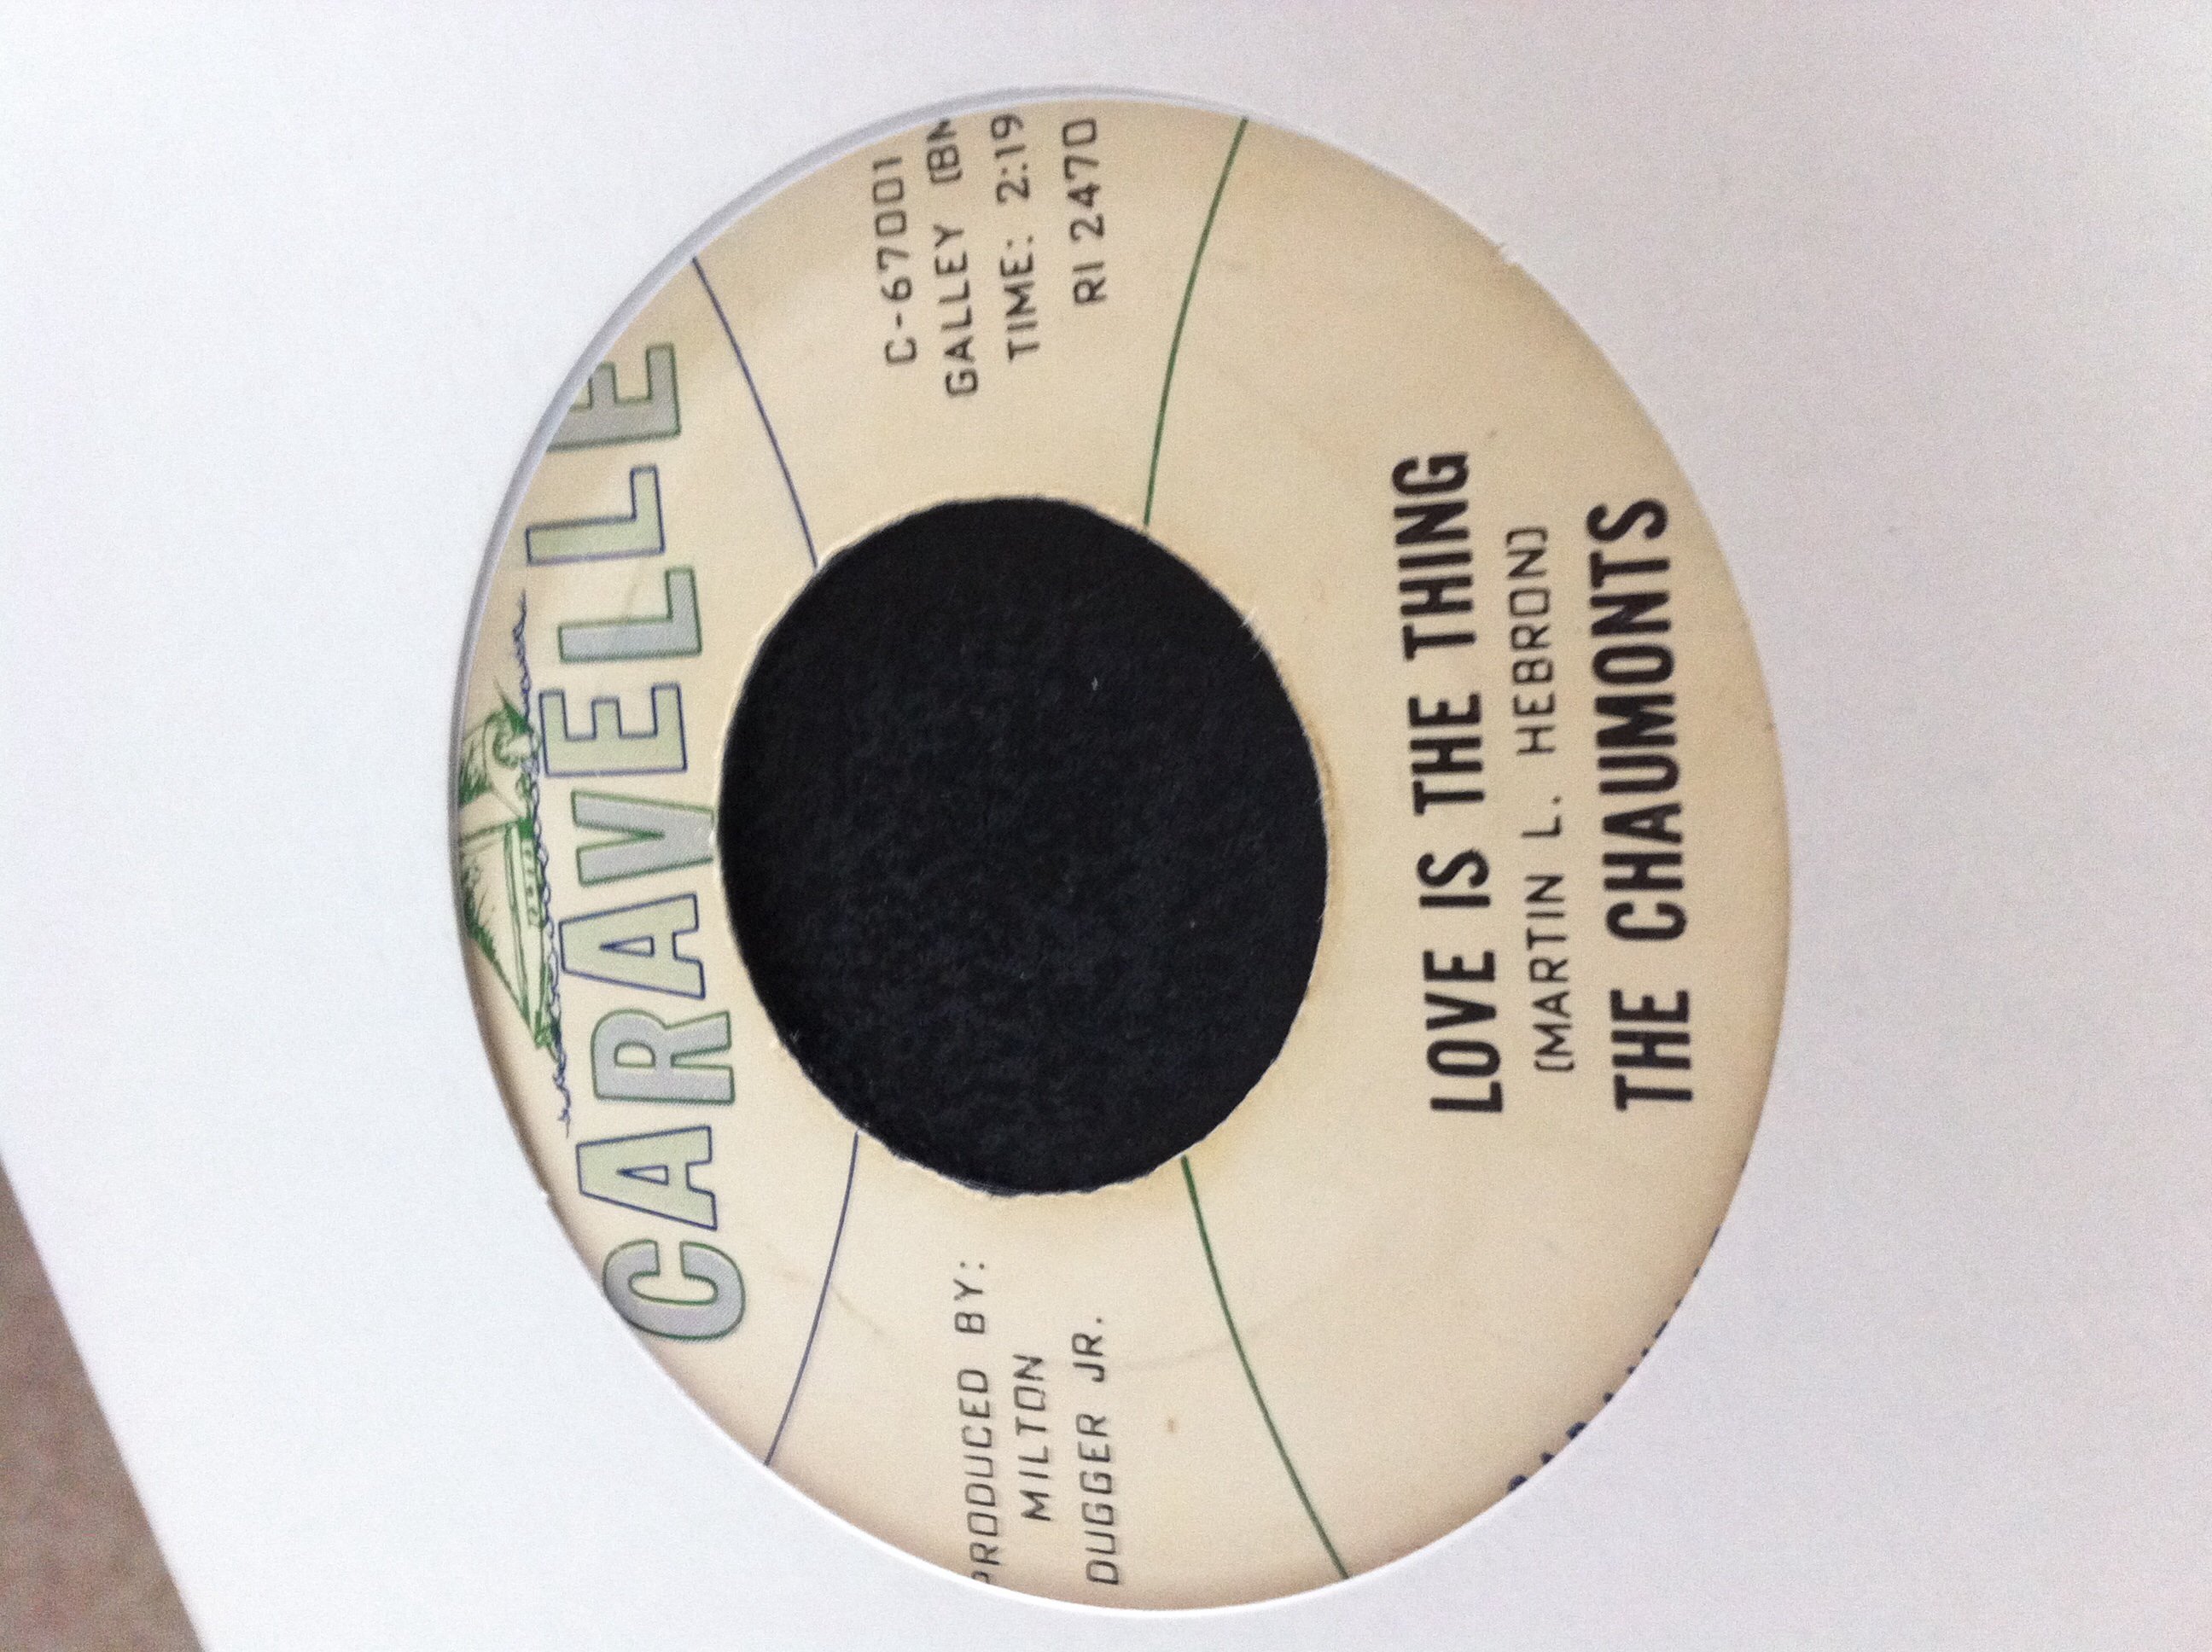 CARAVELLE
PRODUCED BY:
MILTON
DUGGER JR.
C-67001
GALLEY (BM
TIME: 2:19
RI 2470
LOVE IS THE THING
(MARTIN L. HEBRON)
THE CHAUMONTS